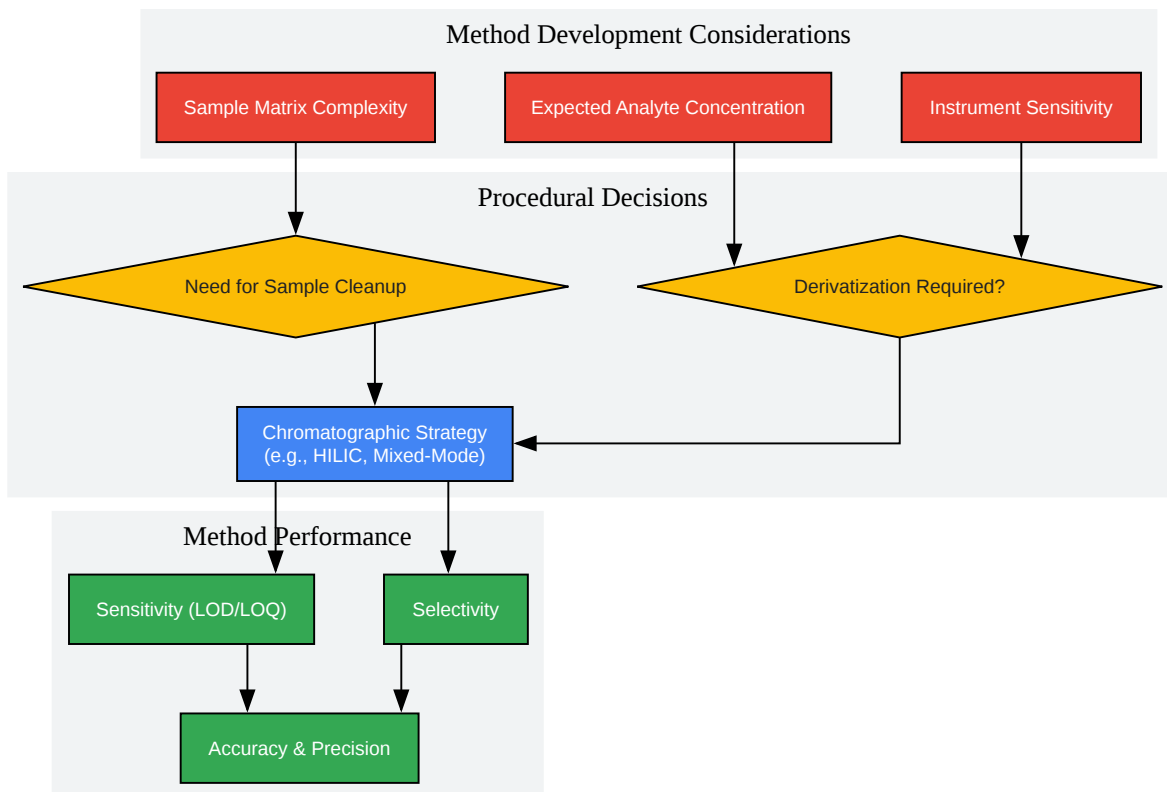 Method Development Considerations
Sample Matrix Complexity
Expected Analyte Concentration
Instrument Sensitivity
Procedural Decisions
Need for Sample Cleanup
Derivatization Required?
Chromatographic Strategy
(e.g., HILIC, Mixed-Mode)
Method Performance
Sensitivity (LOD/LOQ)
Selectivity
Accuracy & Precision